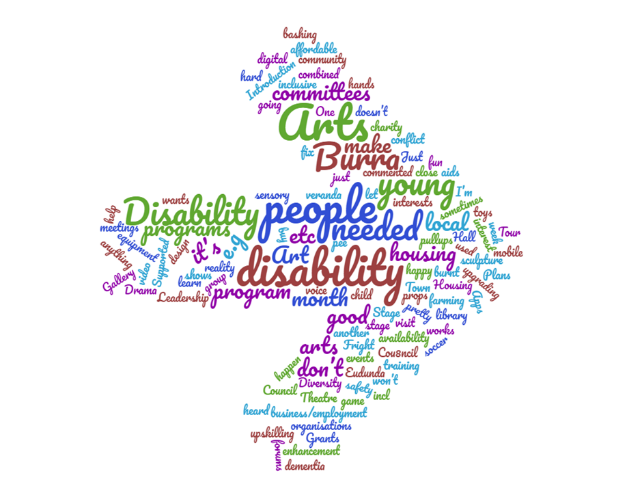 bashing
affordable
digital community
hard Introduction combined
inclusive hands
committees
going One doesn't
Arts charity
conflict
fix make
Burra Just fun
just commented close aids
young I'm
wants sensory veranda let interests sometimes toys
help Disability people needed local interest week
meetings programs etc Hall Tour
anything equipment design it's e.g hug pee pullups used mobile
Supported Art housing sculpture
video shows reality disability happy burnt upgrading Plans
Gallery learn group Town Housing Apps
Drama Leadership program voice child props farming
month Stage pretty library
good stage visit
another availability works
arts Fright soccer
happen don't events Cou8ncil
Eudunda training
Council Diversity safety won't
Theatre game incl
heard business/employment
organisations
upskilling Grants
forums enhancement
dementia